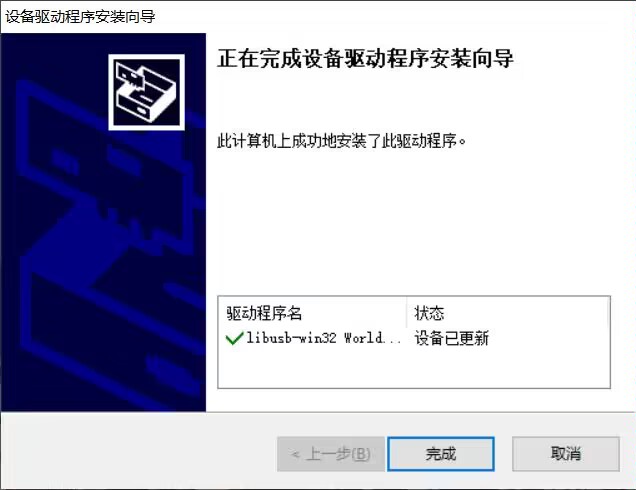 设备驱动程序安装向导
正在完成设备驱动程序安装向导
此计算机上成功地安装了此驱动程序。
驱动程序名 状态
libusb-win32 World... 设备已更新
< 上一步(B) 完成 取消